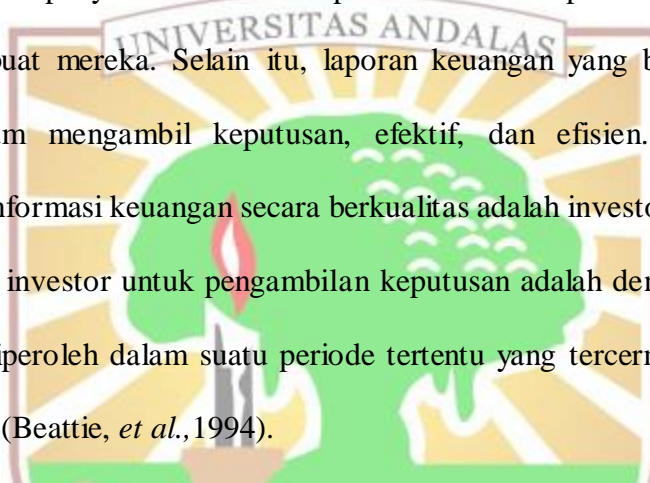 UNIVERSITAS ANDALAS
buat mereka. Selain itu, laporan keuangan yang b
m mengambil keputusan, efektif, dan efisien.
nformasi keuangan secara berkualitas adalah investo
investor untuk pengambilan keputusan adalah de
iperoleh dalam suatu periode tertentu yang tercer
(Beattie, et al.,1994).